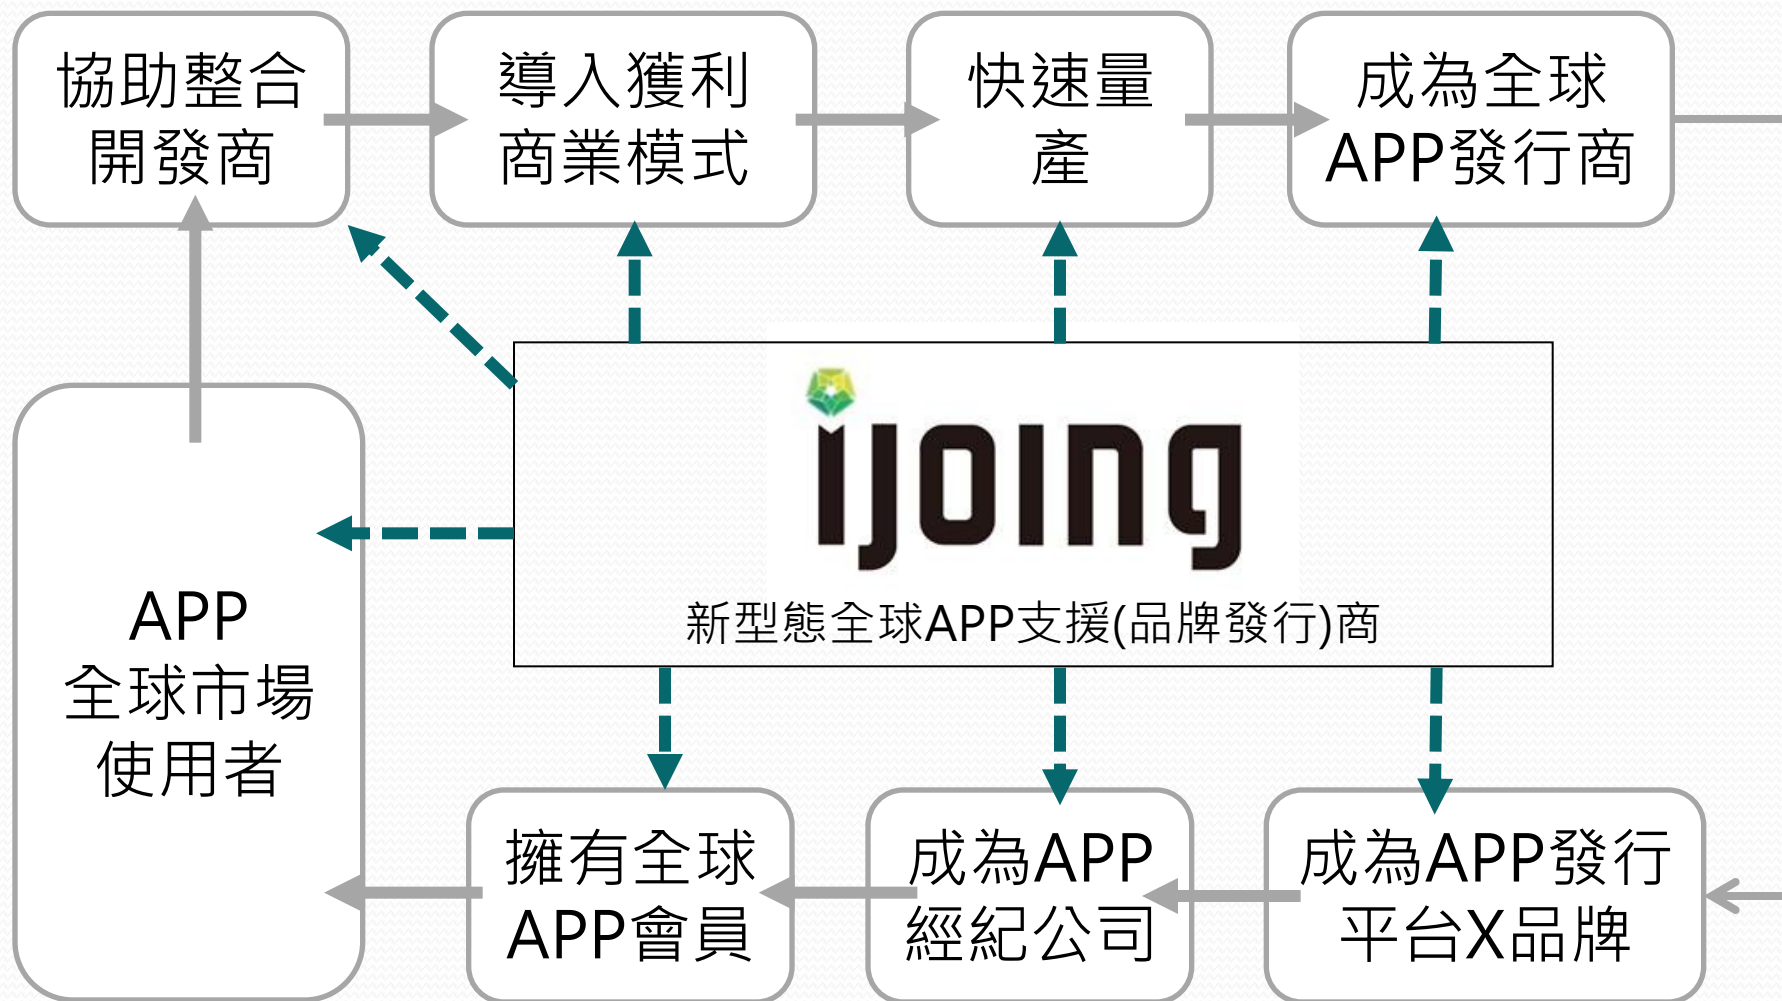 協助整合
開發商
導入獲利
商業模式
快速量
產
成為全球
APP發行商
ijoing
新型態全球APP支援(品牌發行)商
APP
全球市場
使用者
擁有全球
APP會員
成為APP
經紀公司
成為APP發行
平台X品牌